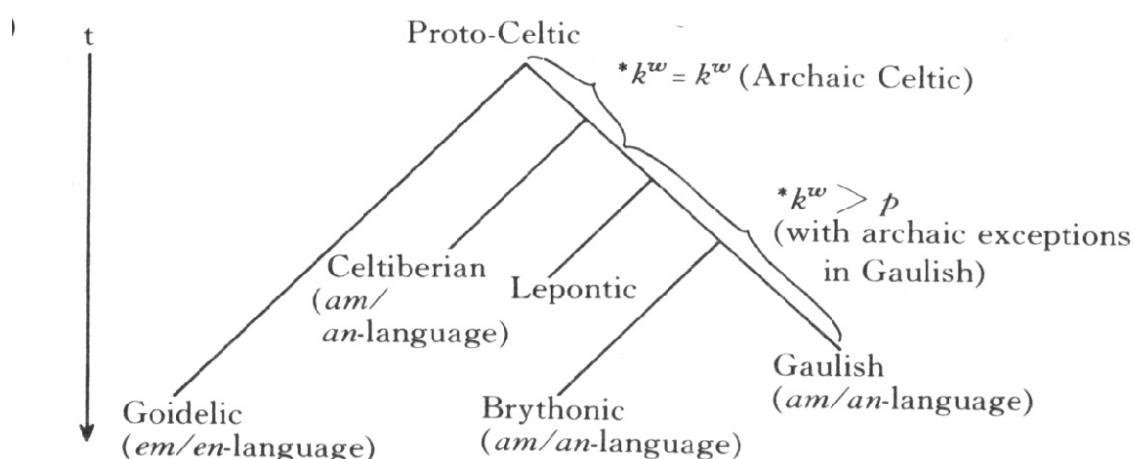 )
t
Proto-Celtic
*kʷ = kʷ (Archaic Celtic)
*kʷ > p
(with archaic exceptions
in Gaulish)
Celtiberian
(am/
an-language)
Lepontic
Gaulish
(am/an-language)
Goidelic
(em/en-language)
Brythonic
(am/an-language)